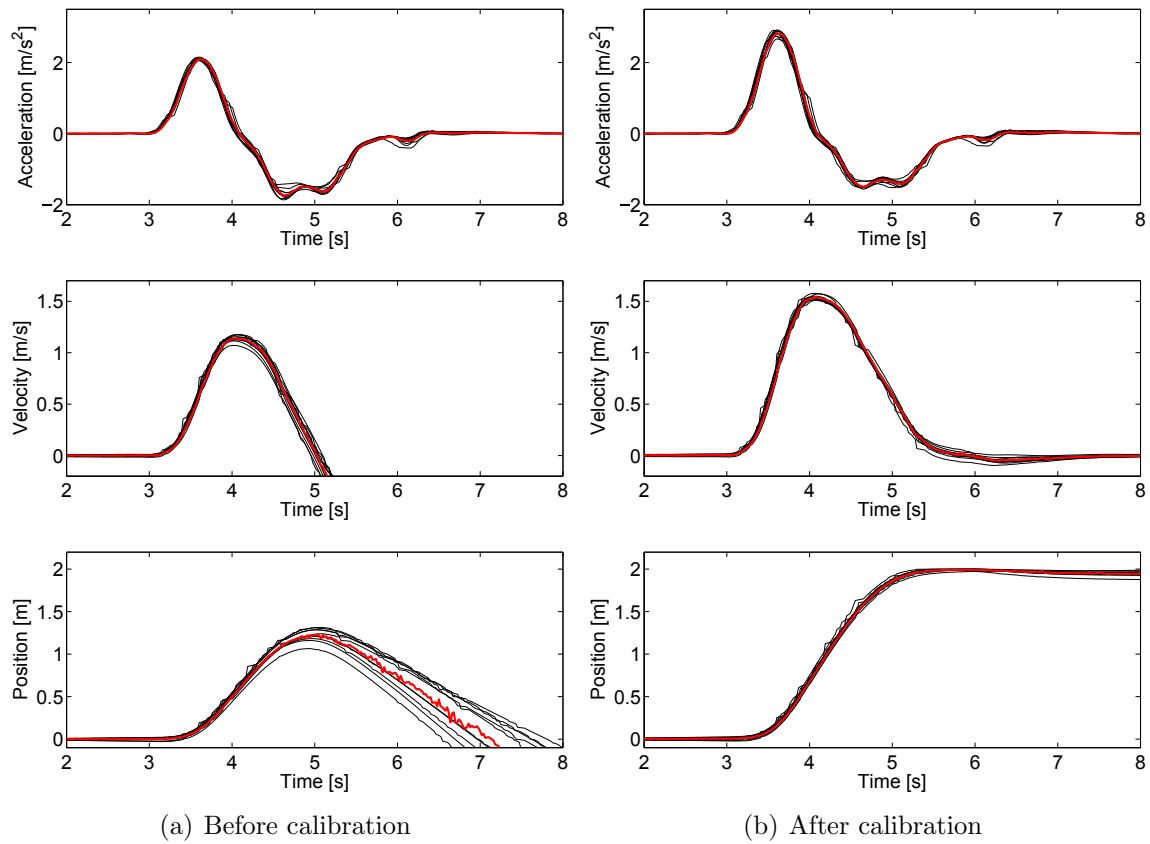 Acceleration [m/s²]
2
0
−2
2 3 4 5 6 7 8
Time [s]
Acceleration [m/s²]
2
0
−2
2 3 4 5 6 7 8
Time [s]
Velocity [m/s]
1.5
1
0.5
0
2 3 4 5 6 7 8
Time [s]
Velocity [m/s]
1.5
1
0.5
0
2 3 4 5 6 7 8
Time [s]
Position [m]
2
1.5
1
0.5
0
2 3 4 5 6 7 8
Time [s]
Position [m]
2
1.5
1
0.5
0
2 3 4 5 6 7 8
Time [s]
(a) Before calibration
(b) After calibration